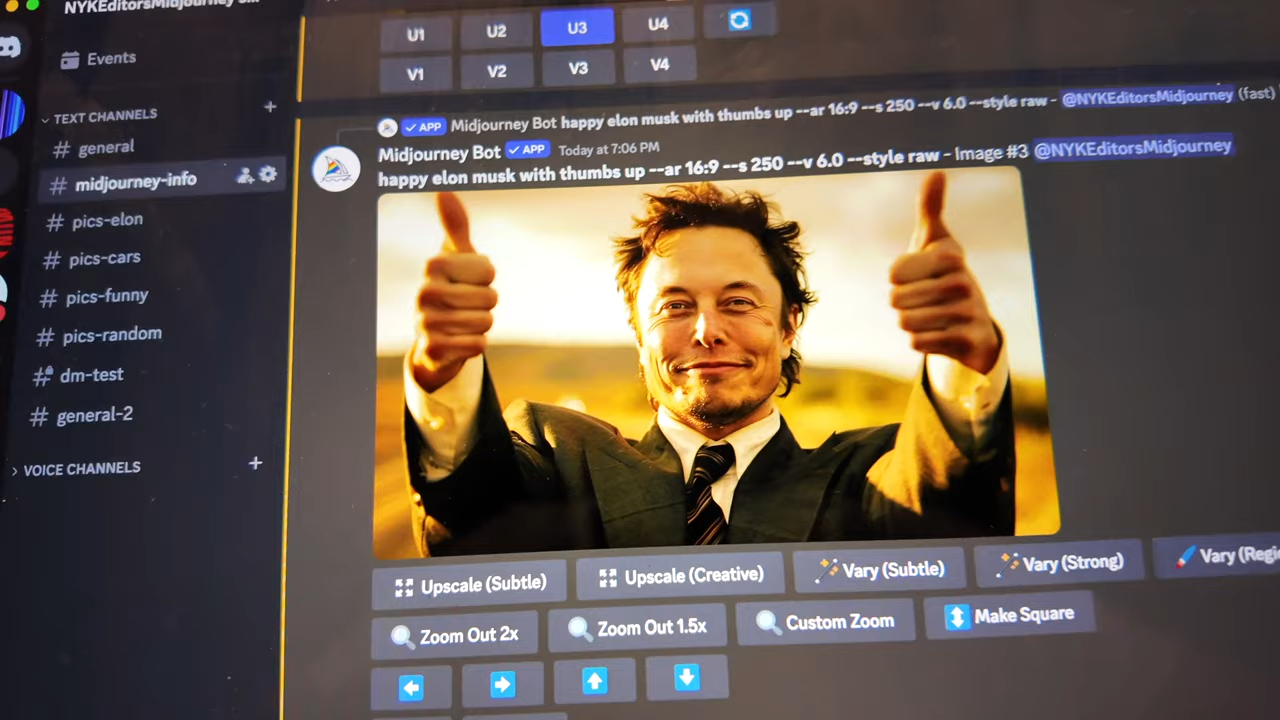 NYKEditorsMidjourney
Events
TEXT CHANNELS
general
midjourney-info
pics-elon
pics-cars
pics-funny
pics-random
dm-test
general-2
VOICE CHANNELS
U1 U2 U3 U4
V1 V2 V3 V4
APP Midjourney Bot happy elon musk with thumbs up --ar 16:9 --s 250 --v 6.0 --style raw - @NYKEditorsMidjourney (fast)
Midjourney Bot APP Today at 7:06 PM
happy elon musk with thumbs up --ar 16:9 --s 250 --v 6.0 --style raw - Image #3 @NYKEditorsMidjourney
Upscale (Subtle) Upscale (Creative) Vary (Subtle) Vary (Strong) Vary (Regi
Zoom Out 2x Zoom Out 1.5x Custom Zoom Make Square